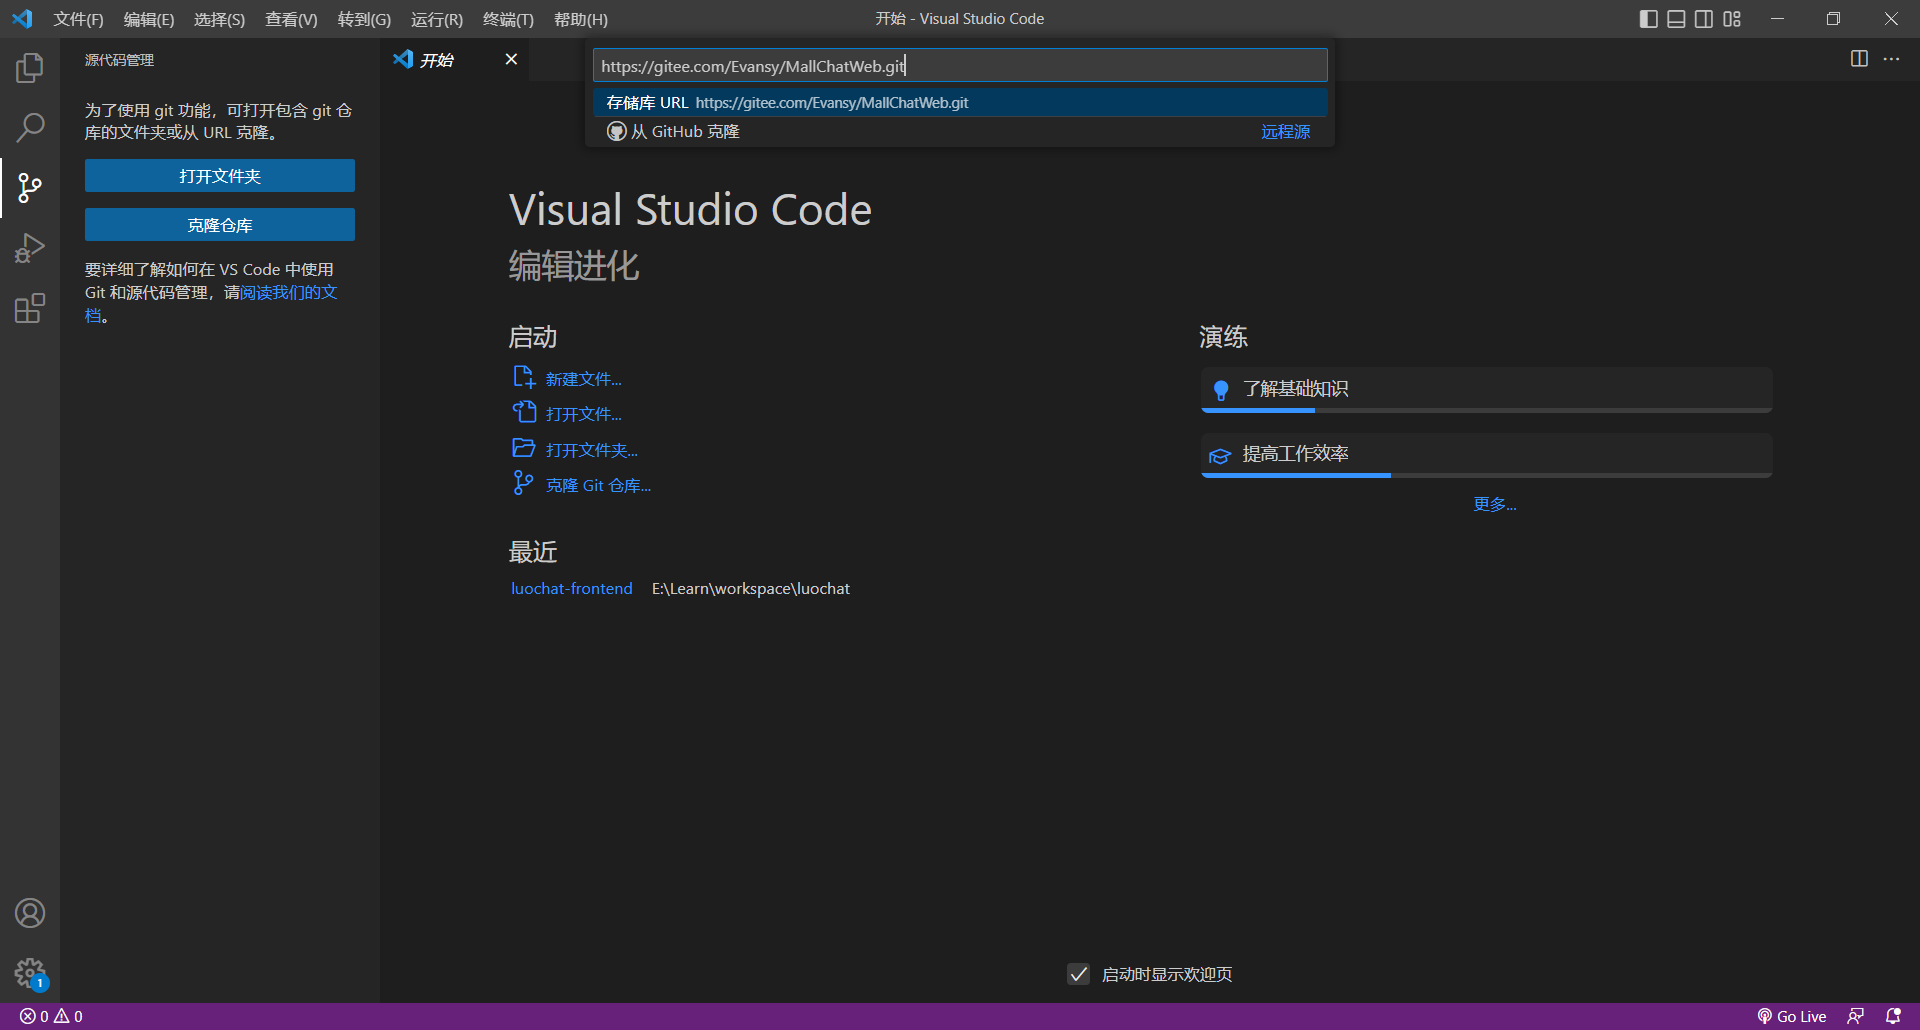 文件(F) 编辑(E) 选择(S) 查看(V) 转到(G) 运行(R) 终端(T) 帮助(H)
开始 - Visual Studio Code
源代码管理
为了使用 git 功能，可打开包含 git 仓
库的文件夹或从 URL 克隆。
打开文件夹
克隆仓库
要详细了解如何在 VS Code 中使用
Git 和源代码管理，请阅读我们的文
档。
开始
https://gitee.com/Evansy/MallChatWeb.git
存储库 URL https://gitee.com/Evansy/MallChatWeb.git
从 GitHub 克隆 远程源
Visual Studio Code
编辑进化
启动
新建文件...
打开文件...
打开文件夹...
克隆 Git 仓库...
最近
luochat-frontend E:\Learn\workspace\luochat
演练
了解基础知识
提高工作效率
更多...
启动时显示欢迎页
1
0 0
Go Live